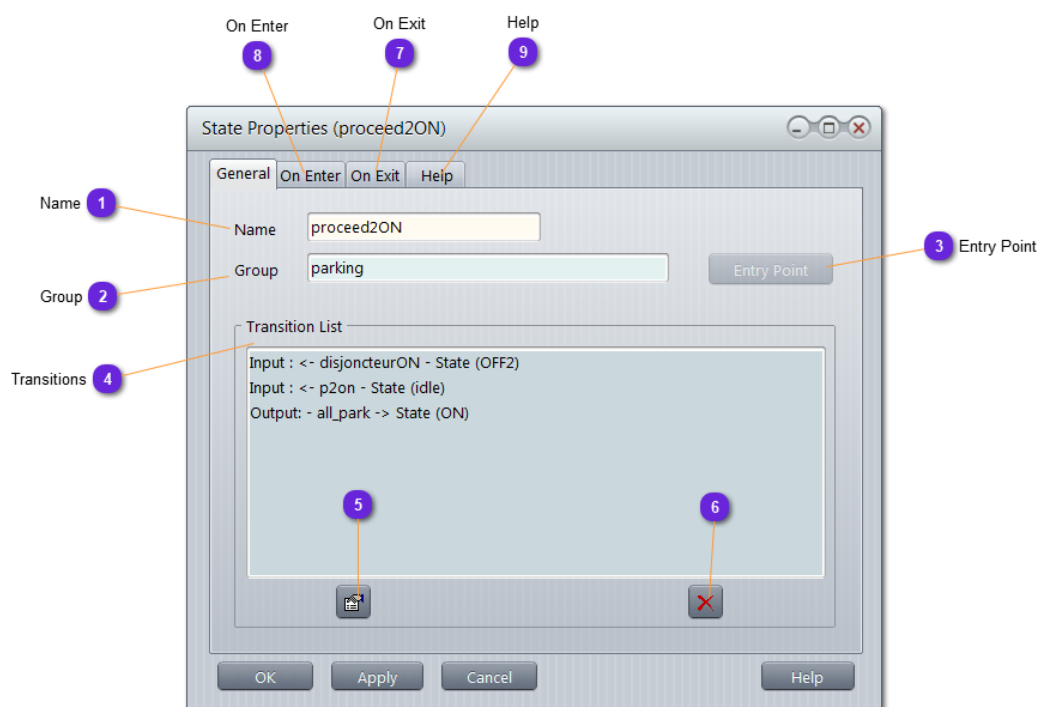 On Enter
On Exit
Help
8
7
9
State Properties (proceed2ON)
General On Enter On Exit Help
Name 1
Name proceed2ON
3 Entry Point
Group parking Entry Point
Group 2
Transition List
Transitions 4
Input : <- disjoncteurON - State (OFF2)
Input : <- p2on - State (idle)
Output: - all_park -> State (ON)
5
6
OK Apply Cancel Help